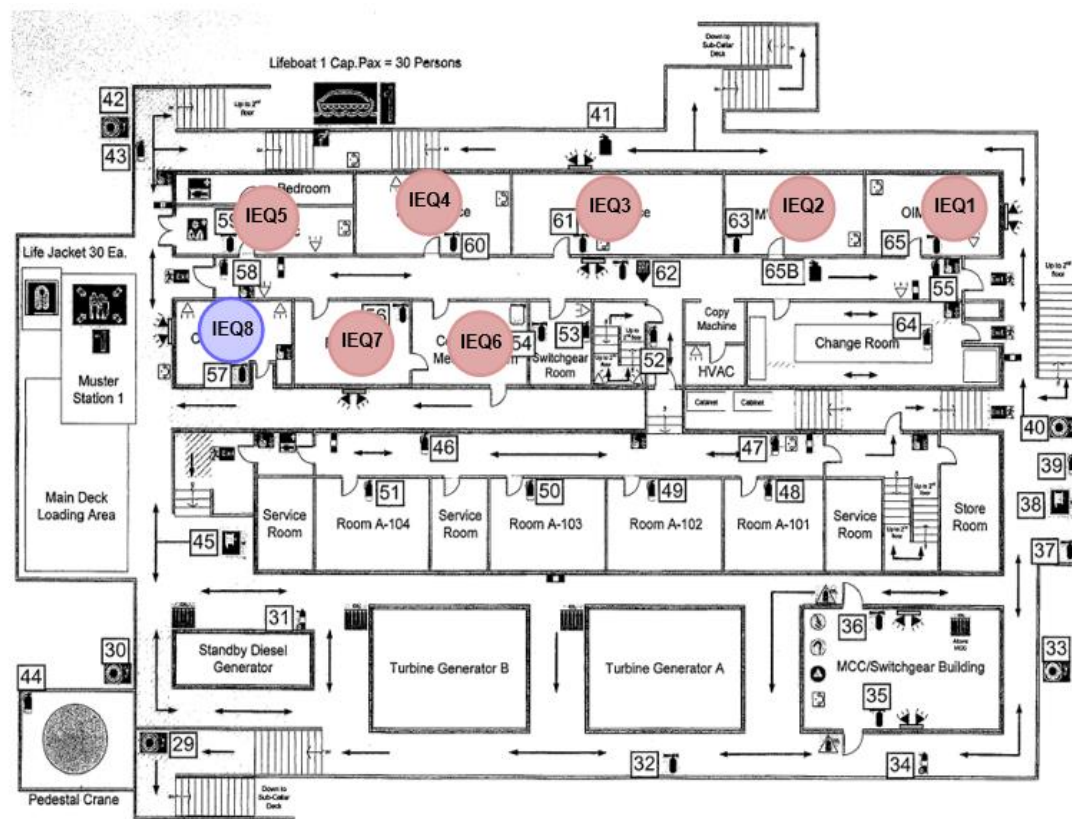 Down to
Sub-Cellar
Deck
Lifeboat 1 Cap.Pax = 30 Persons
42
Up to 2nd
floor
41
43
Bedroom
IEQ5
IEQ4
IEQ3
IEQ2
IEQ1
59
60
61
63
65
Life Jacket 30 Ea.
58
62
65B
55
Up to 2nd
floor
IEQ8
IEQ7
IEQ6
54
53
Switchgear
Room
52
Copy
Machine
HVAC
64
Change Room
57
Muster
Station 1
Cabinet
Cabinet
40
46
47
39
Main Deck
Loading Area
51
50
49
48
38
Service
Room
Room A-104
Service
Room
Room A-103
Room A-102
Room A-101
Service
Room
Up to 2nd
floor
Store
Room
45
37
31
36
Above
MCC
30
Standby Diesel
Generator
Turbine Generator B
Turbine Generator A
MCC/Switchgear Building
33
44
35
29
32
34
Pedestal Crane
Down to
Sub-Cellar
Deck